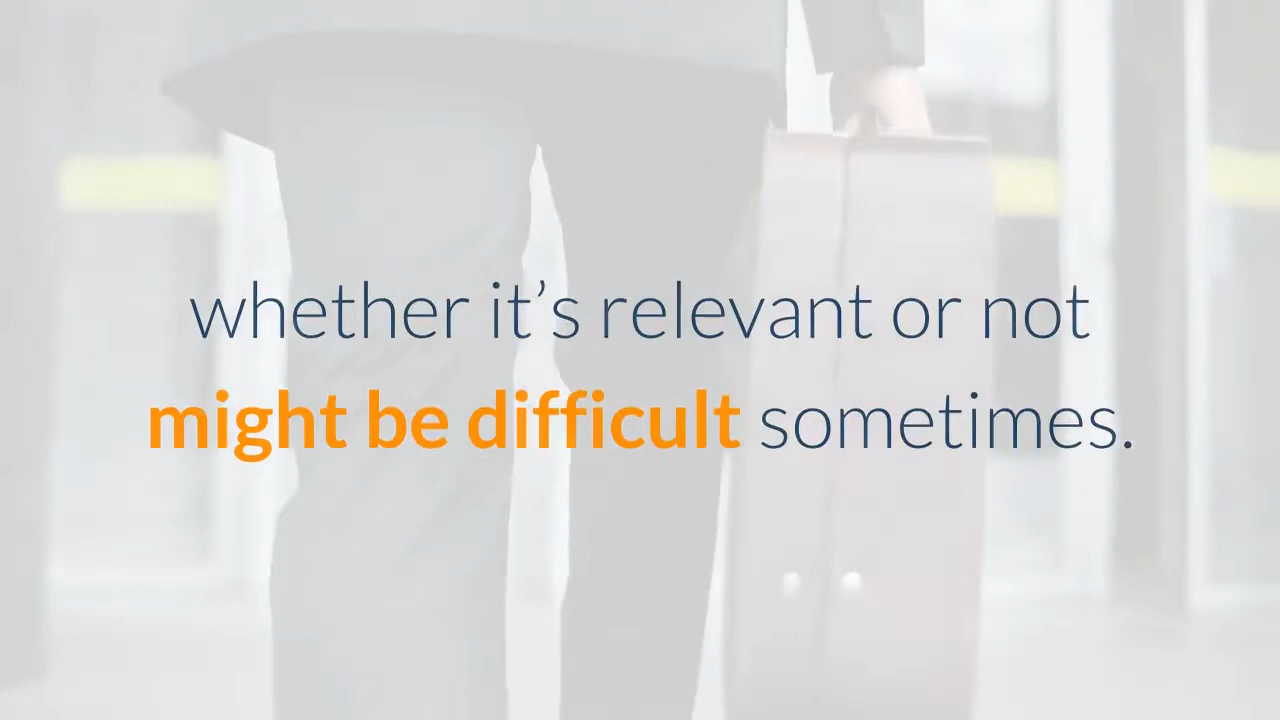 whether it’s relevant or not
might be difficult sometimes.